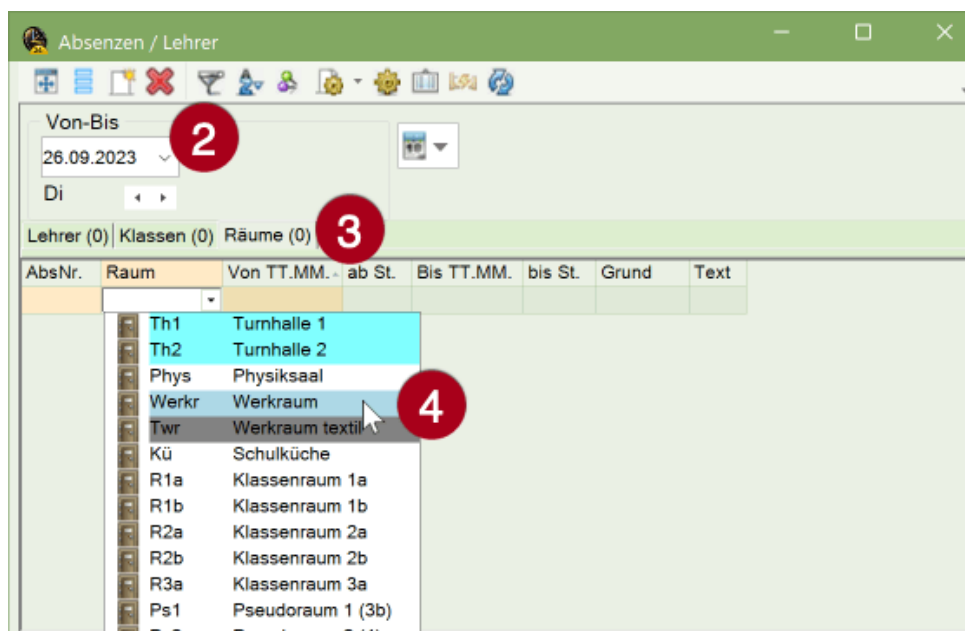 Absenzen / Lehrer
Von-Bis
26.09.2023
2
Di
Lehrer (0) Klassen (0) Räume (0)
3
AbsNr. Raum Von TT.MM. ab St. Bis TT.MM. bis St. Grund Text
Th1 Turnhalle 1
Th2 Turnhalle 2
Phys Physiksaal
Werkr Werkraum
4
Twr Werkraum textil
Kü Schulküche
R1a Klassenraum 1a
R1b Klassenraum 1b
R2a Klassenraum 2a
R2b Klassenraum 2b
R3a Klassenraum 3a
Ps1 Pseudoraum 1 (3b)